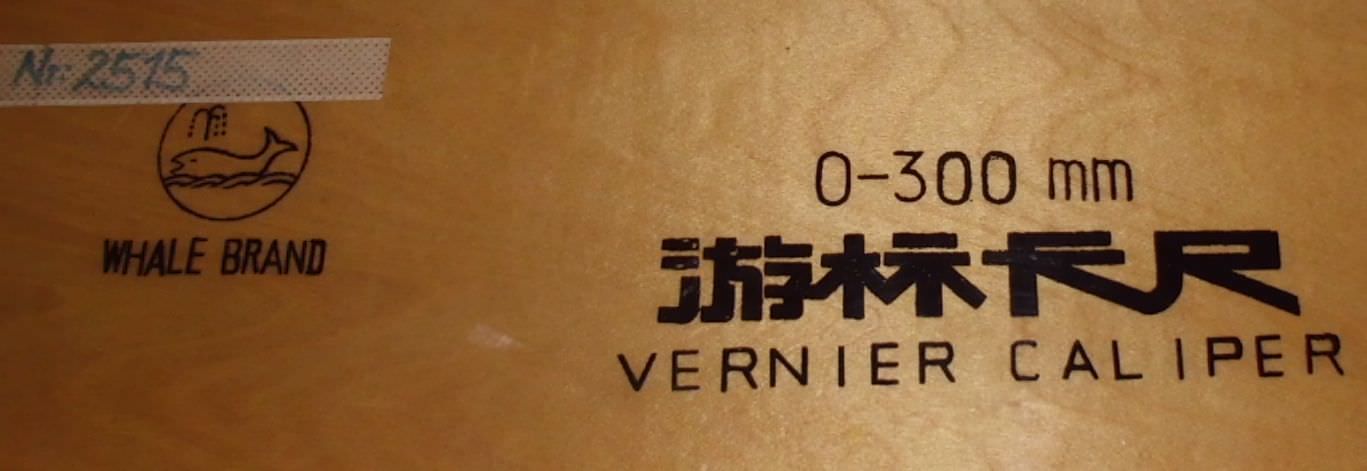 Nr. 2515
WHALE BRAND
0-300 mm
游标卡尺
VERNIER CALIPER